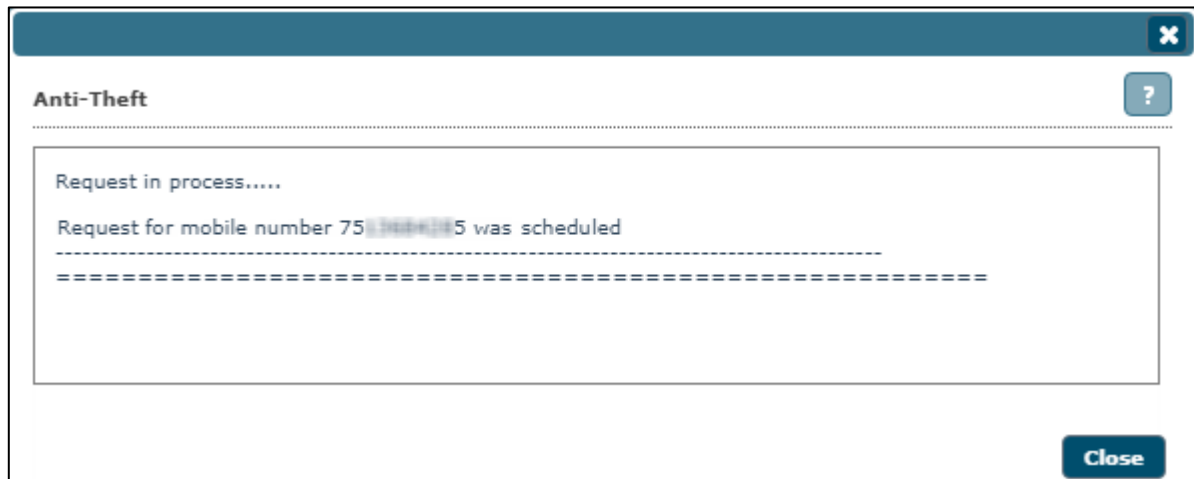 Anti-Theft
?
Request in process.....
Request for mobile number 75 5 was scheduled
------------------------------------------------------------------------------------------
=========================================================
Close